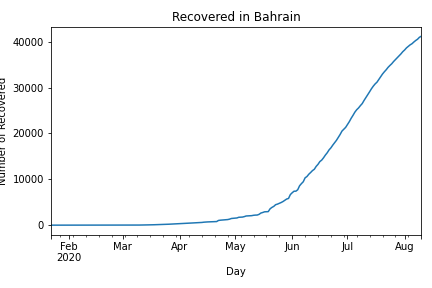 Recovered in Bahrain
Number of Recovered
40000
30000
20000
10000
0
Feb Mar Apr May Jun Jul Aug
2020
Day